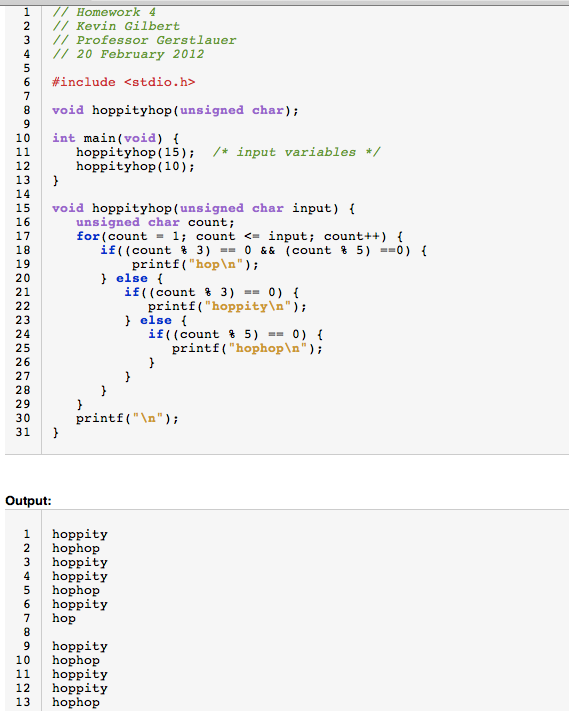 1 // Homework 4
2 // Kevin Gilbert
3 // Professor Gerstlauer
4 // 20 February 2012
5
6 #include <stdio.h>
7
8 void hoppityhop(unsigned char);
9
10 int main(void) {
11    hoppityhop(15);  /* input variables */
12    hoppityhop(10);
13 }
14
15 void hoppityhop(unsigned char input) {
16    unsigned char count;
17    for(count = 1; count <= input; count++) {
18       if((count % 3) == 0 && (count % 5) ==0) {
19           printf("hop\n");
20       } else {
21          if((count % 3) == 0) {
22             printf("hoppity\n");
23          } else {
24             if((count % 5) == 0) {
25                printf("hophop\n");
26             }
27          }
28       }
29    }
30    printf("\n");
31 }
Output:
1 hoppity
2 hophop
3 hoppity
4 hoppity
5 hophop
6 hoppity
7 hop
8
9 hoppity
10 hophop
11 hoppity
12 hoppity
13 hophop